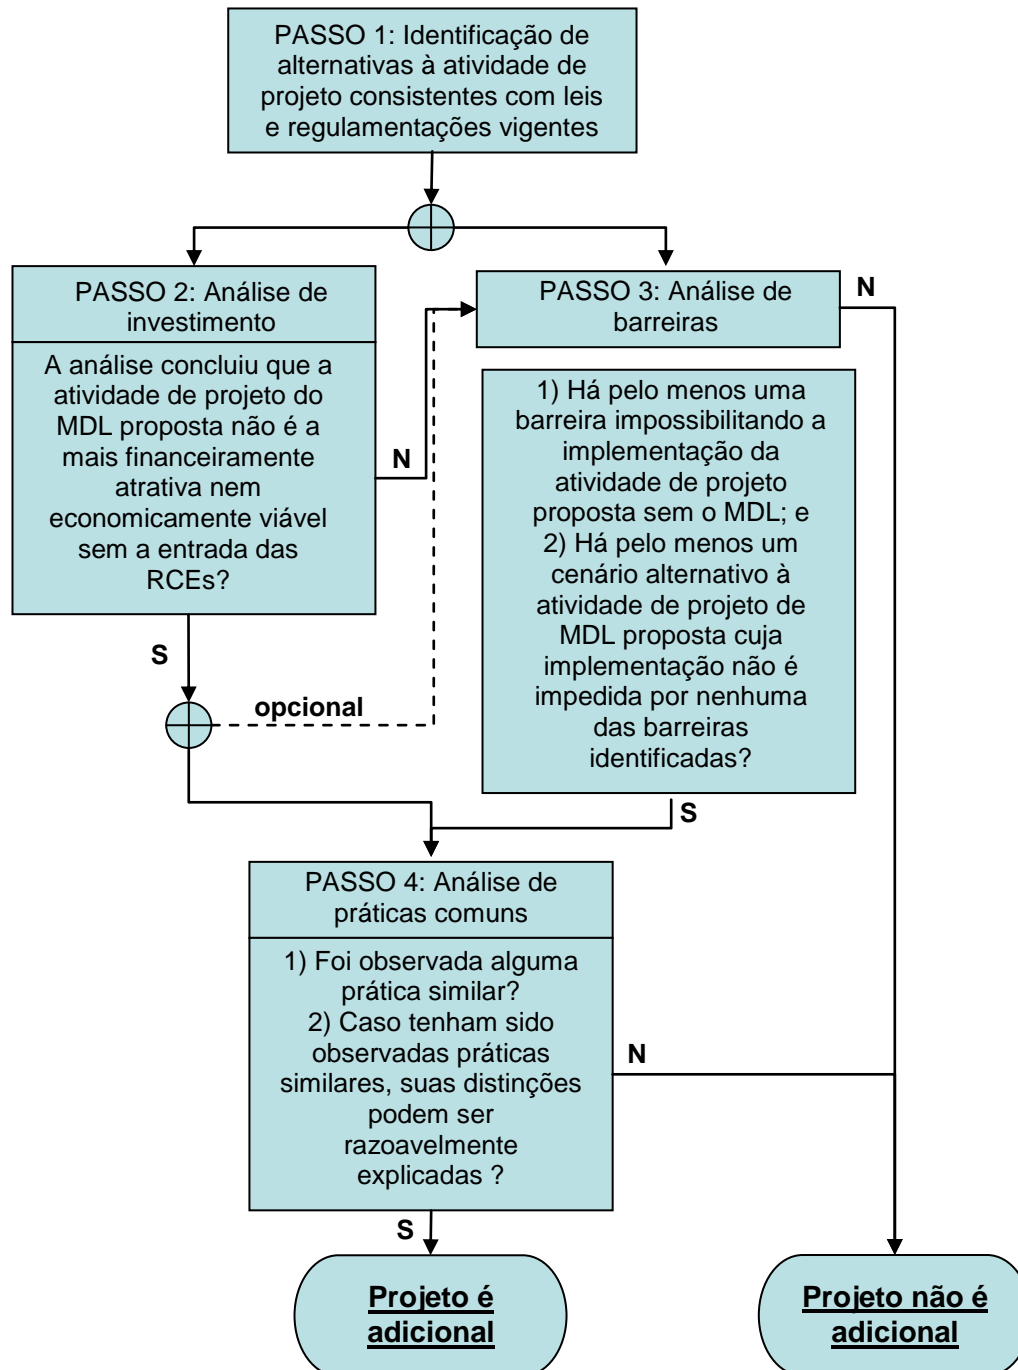 PASSO 1: Identificação de
alternativas à atividade de
projeto consistentes com leis
e regulamentações vigentes
PASSO 2: Análise de
investimento
A análise concluiu que a
atividade de projeto do
MDL proposta não é a
mais financeiramente
atrativa nem
economicamente viável
sem a entrada das
RCEs?
N
S
opcional
PASSO 3: Análise de
barreiras
N
1) Há pelo menos uma
barreira impossibilitando a
implementação da
atividade de projeto
proposta sem o MDL; e
2) Há pelo menos um
cenário alternativo à
atividade de projeto de
MDL proposta cuja
implementação não é
impedida por nenhuma
das barreiras
identificadas?
S
PASSO 4: Análise de
práticas comuns
1) Foi observada alguma
prática similar?
2) Caso tenham sido
observadas práticas
similares, suas distinções
podem ser
razoavelmente
explicadas ?
N
S
Projeto é
adicional
Projeto não é
adicional